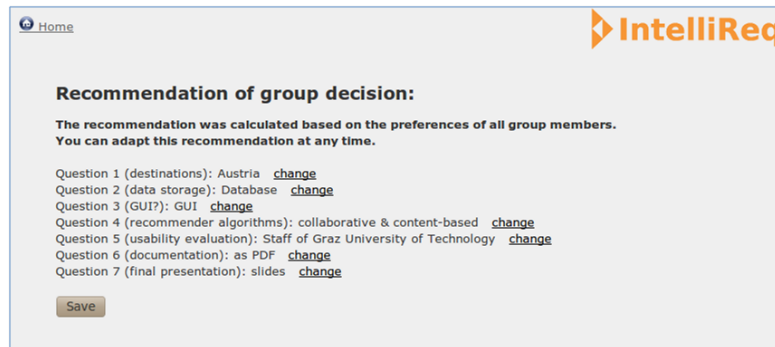 Home
IntelliReq
Recommendation of group decision:
The recommendation was calculated based on the preferences of all group members.
You can adapt this recommendation at any time.
Question 1 (destinations): Austria change
Question 2 (data storage): Database change
Question 3 (GUI?): GUI change
Question 4 (recommender algorithms): collaborative & content-based change
Question 5 (usability evaluation): Staff of Graz University of Technology change
Question 6 (documentation): as PDF change
Question 7 (final presentation): slides change
Save